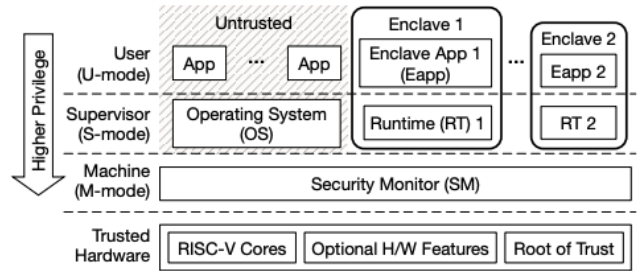 Untrusted
Enclave 1
Enclave 2
Higher Privilege
User
(U-mode)
App
...
App
Enclave App 1
(Eapp)
...
Eapp 2
Supervisor
(S-mode)
Operating System
(OS)
Runtime (RT) 1
RT 2
Machine
(M-mode)
Security Monitor (SM)
Trusted
Hardware
RISC-V Cores
Optional H/W Features
Root of Trust